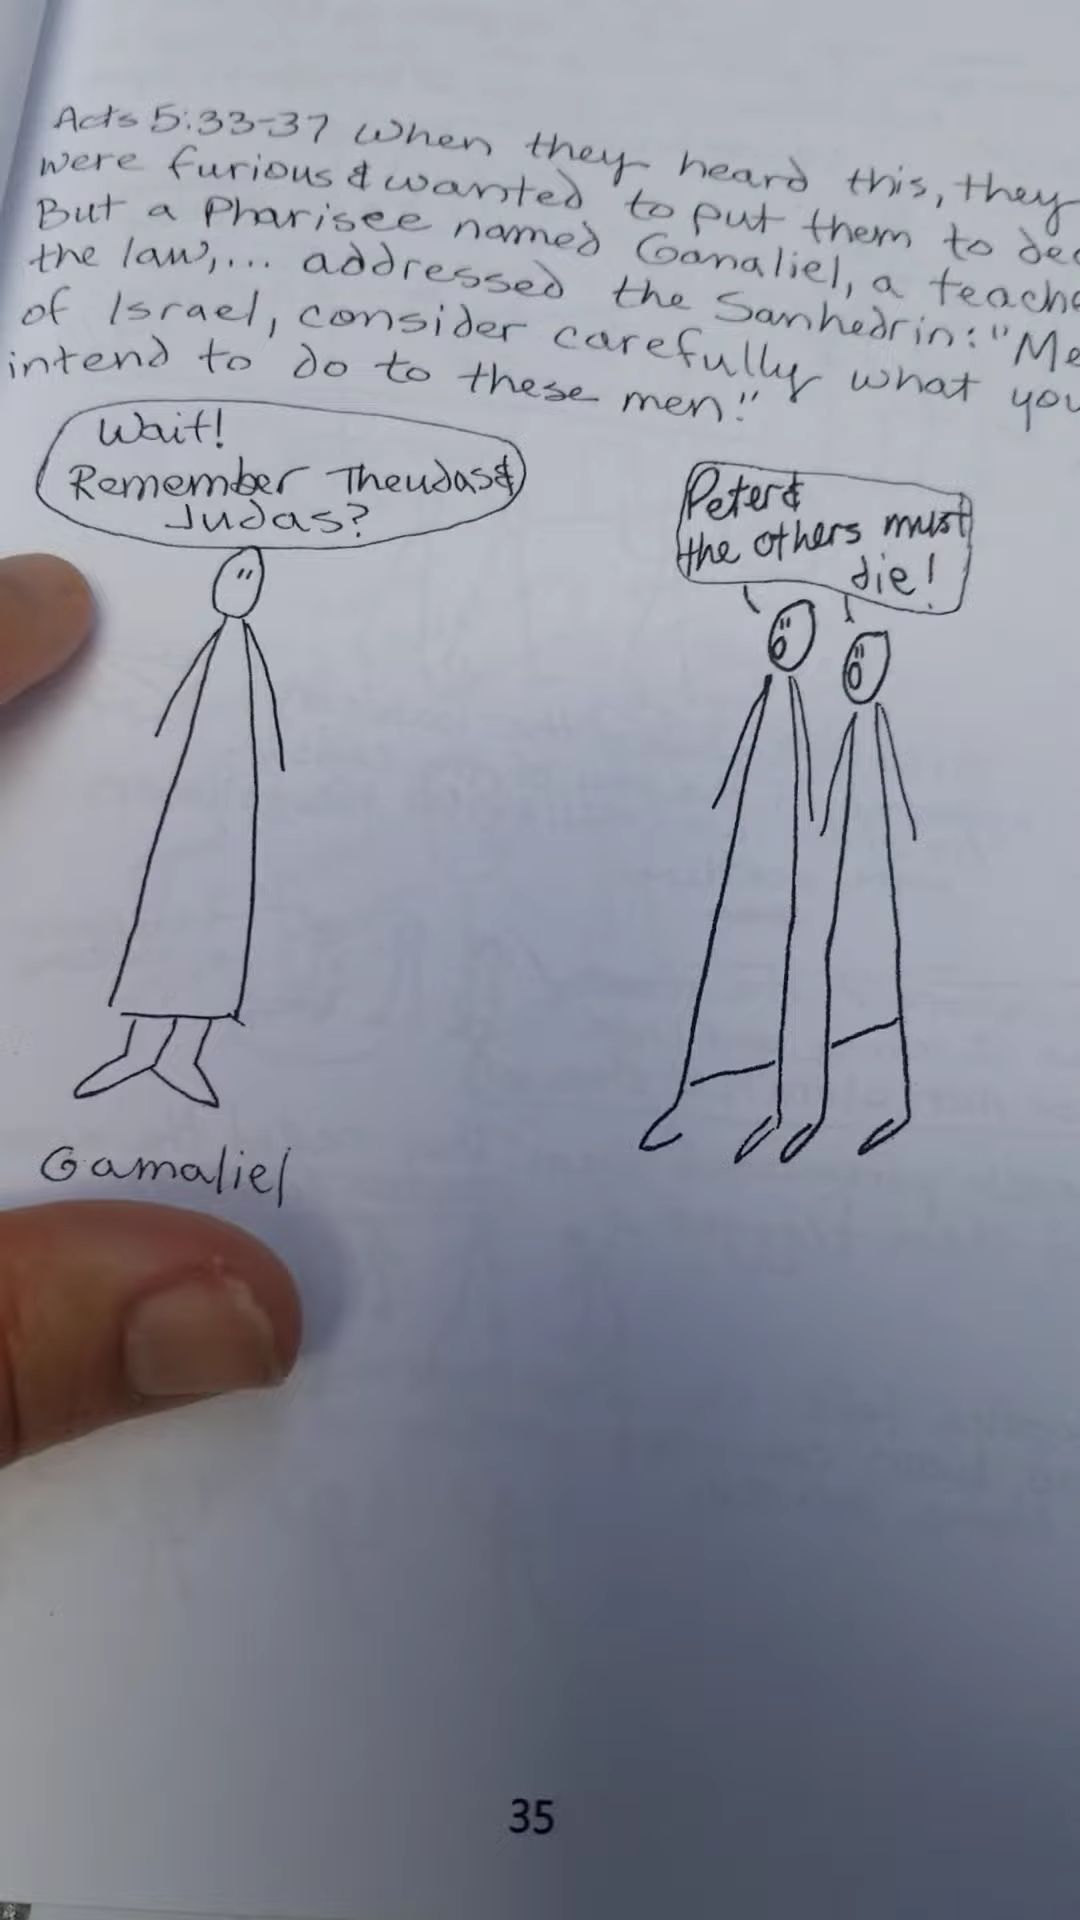 Acts 5:33-37 When they heard this, they
were furious & wanted to put them to
But a Pharisee named Gamaliel, a
the law,... addressed the Sanhedrin: "
of Israel, consider carefully what you
intend to do to these men."
Wait!
Remember Theudas &
Judas?
Peter &
the others must
die!
Gamaliel
35